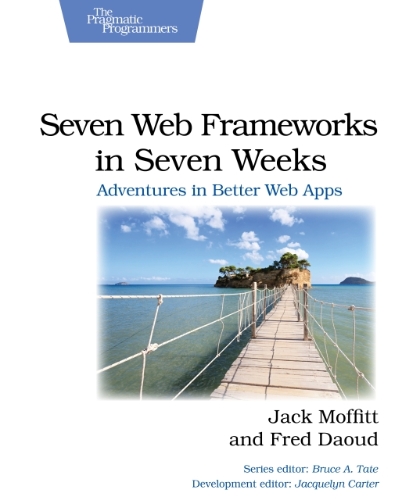 The
Pragmatic
Programmers
Seven Web Frameworks
in Seven Weeks
Adventures in Better Web Apps
Jack Moffitt
and Fred Daoud
Series editor: Bruce A. Tate
Development editor: Jacquelyn Carter